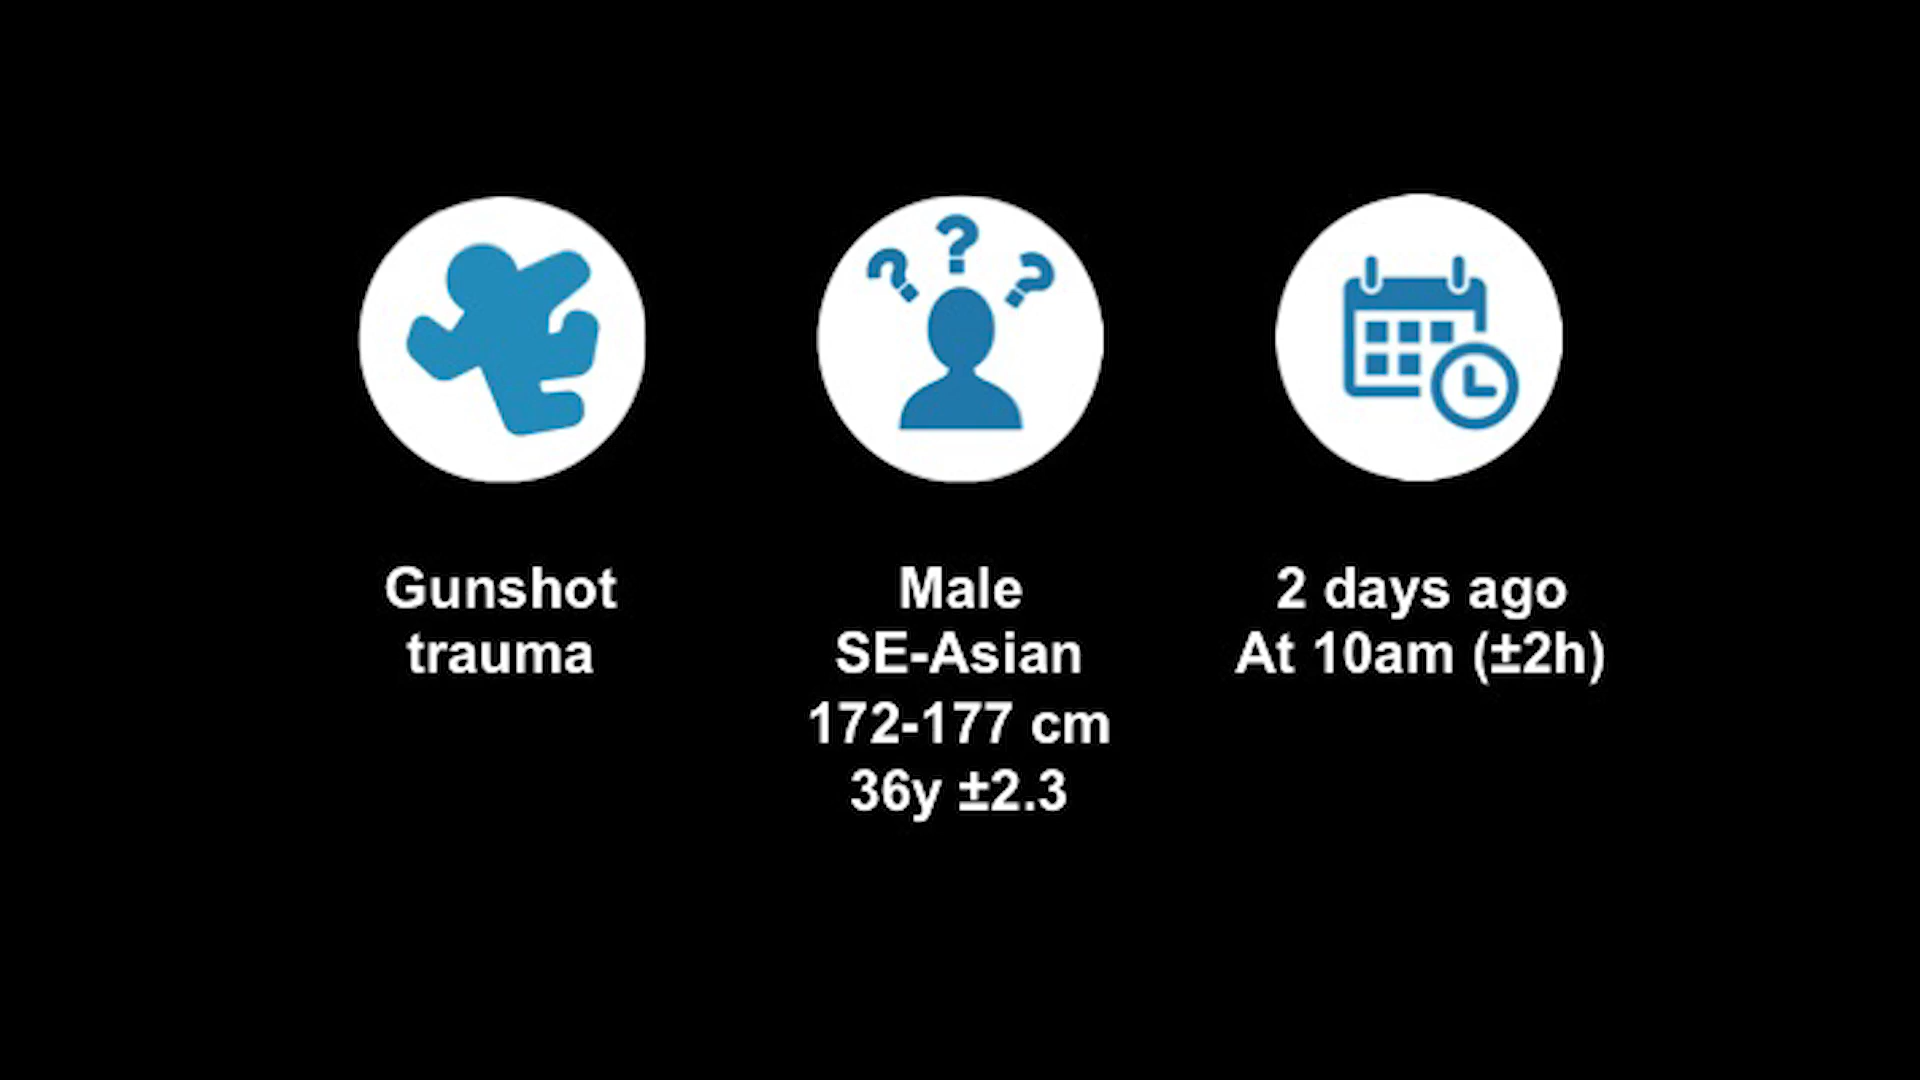 Gunshot
trauma
Male
SE-Asian
172-177 cm
36y ±2.3
2 days ago
At 10am (±2h)